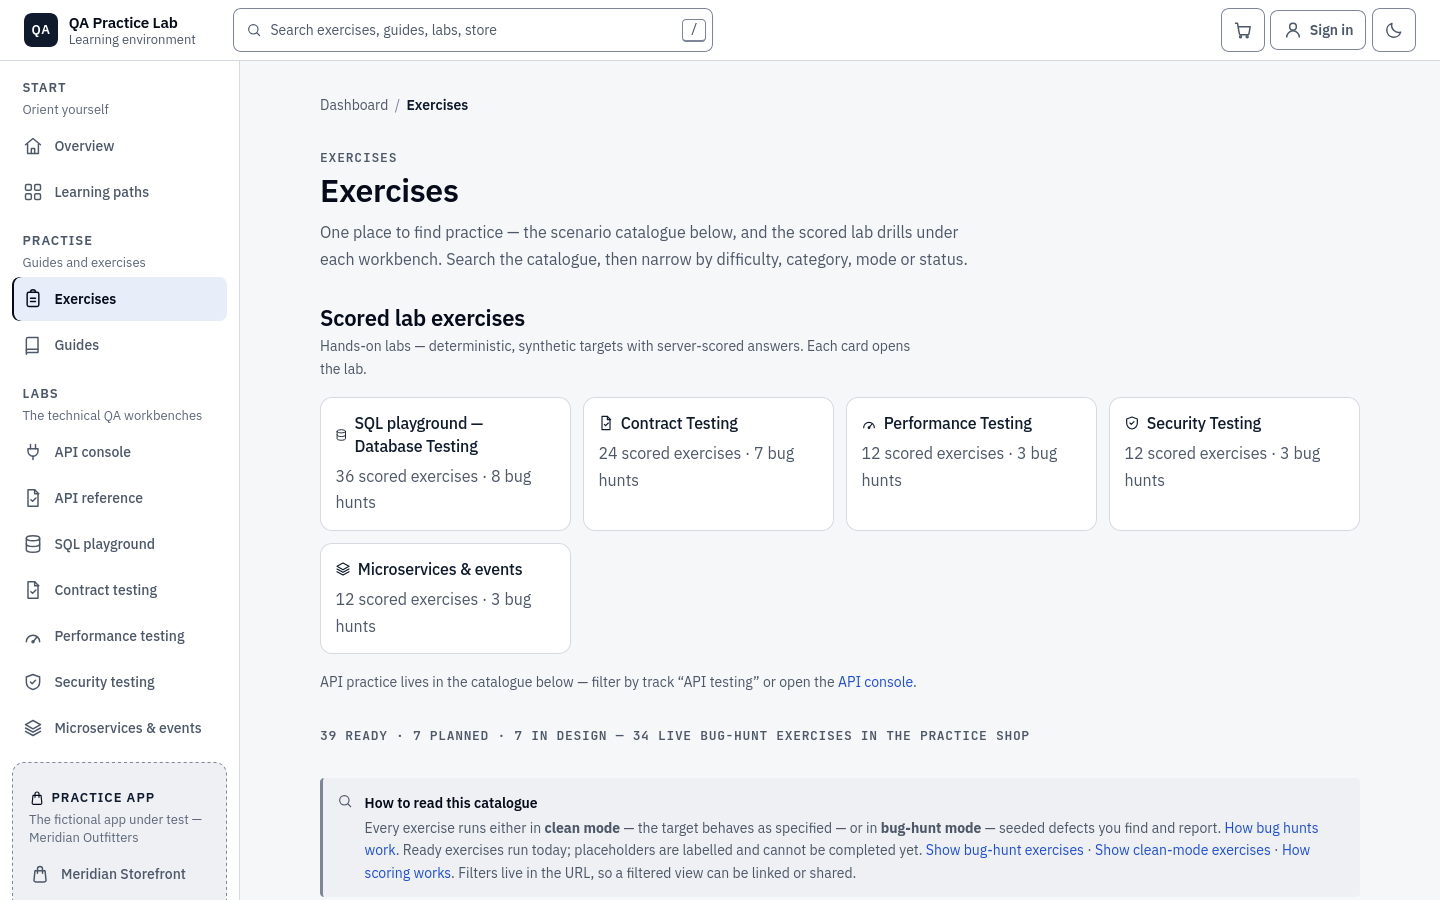 QA
QA Practice Lab
Learning environment
Search exercises, guides, labs, store
/
Sign in
START
Orient yourself
Overview
Learning paths
PRACTISE
Guides and exercises
Exercises
Guides
LABS
The technical QA workbenches
API console
API reference
SQL playground
Contract testing
Performance testing
Security testing
Microservices & events
PRACTICE APP
The fictional app under test —
Meridian Outfitters
Meridian Storefront
Dashboard / Exercises
EXERCISES
Exercises
One place to find practice — the scenario catalogue below, and the scored lab drills under
each workbench. Search the catalogue, then narrow by difficulty, category, mode or status.
Scored lab exercises
Hands-on labs — deterministic, synthetic targets with server-scored answers. Each card opens
the lab.
SQL playground —
Database Testing
36 scored exercises · 8 bug
hunts
Contract Testing
24 scored exercises · 7 bug
hunts
Performance Testing
12 scored exercises · 3 bug
hunts
Security Testing
12 scored exercises · 3 bug
hunts
Microservices & events
12 scored exercises · 3 bug
hunts
API practice lives in the catalogue below — filter by track “API testing” or open the API console.
39 READY · 7 PLANNED · 7 IN DESIGN — 34 LIVE BUG-HUNT EXERCISES IN THE PRACTICE SHOP
How to read this catalogue
Every exercise runs either in clean mode — the target behaves as specified — or in bug-hunt mode — seeded defects you find and report. How bug hunts
work. Ready exercises run today; placeholders are labelled and cannot be completed yet. Show bug-hunt exercises · Show clean-mode exercises · How
scoring works. Filters live in the URL, so a filtered view can be linked or shared.